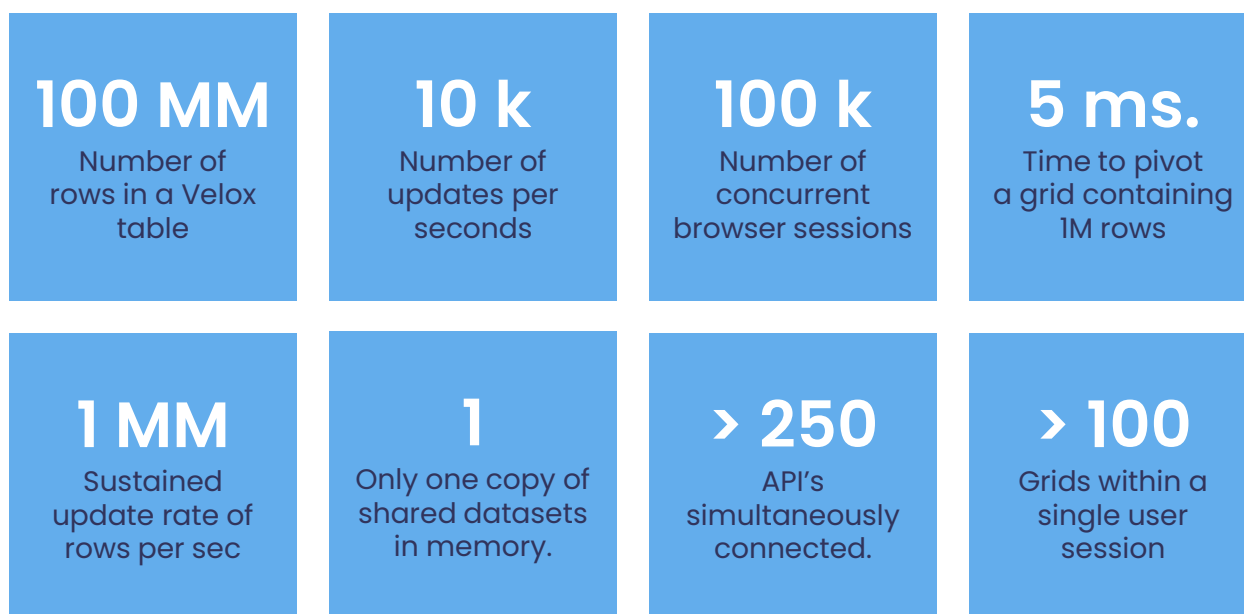 100 MM
Number of
rows in a Velox
table
10 k
Number of
updates per
seconds
100 k
Number of
concurrent
browser sessions
5 ms.
Time to pivot
a grid containing
1M rows
1 MM
Sustained
update rate of
rows per sec
1
Only one copy of
shared datasets
in memory.
> 250
API's
simultaneously
connected.
> 100
Grids within a
single user
session